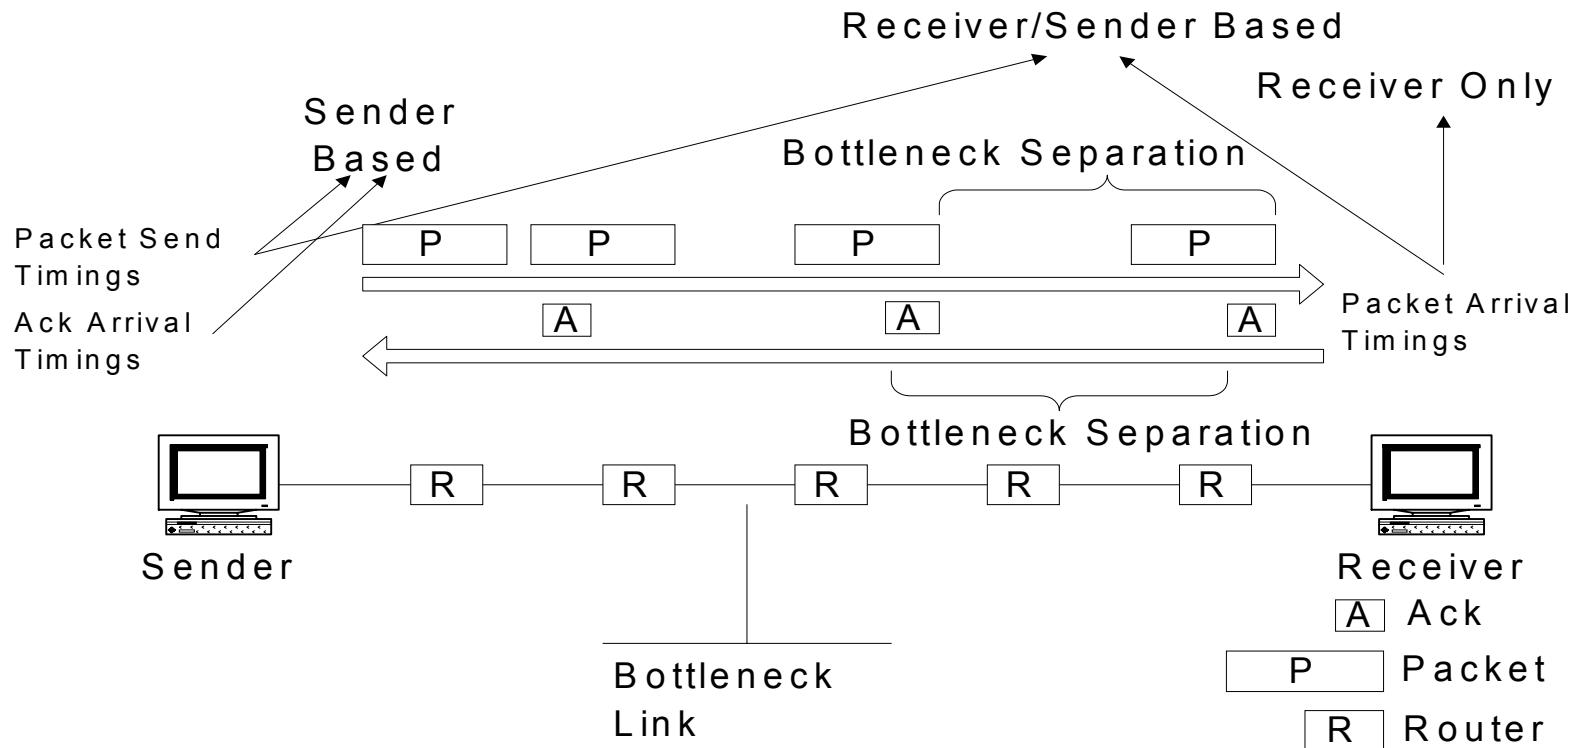 Receiver/Sender Based
Receiver Only
Sender
Based
Bottleneck Separation
Packet Send
Timings
P
P
P
P
Ack Arrival
Timings
A
A
A
Packet Arrival
Timings
Bottleneck Separation
R
R
R
R
R
Sender
Receiver
A
Ack
Bottleneck
Link
P
Packet
R
Router